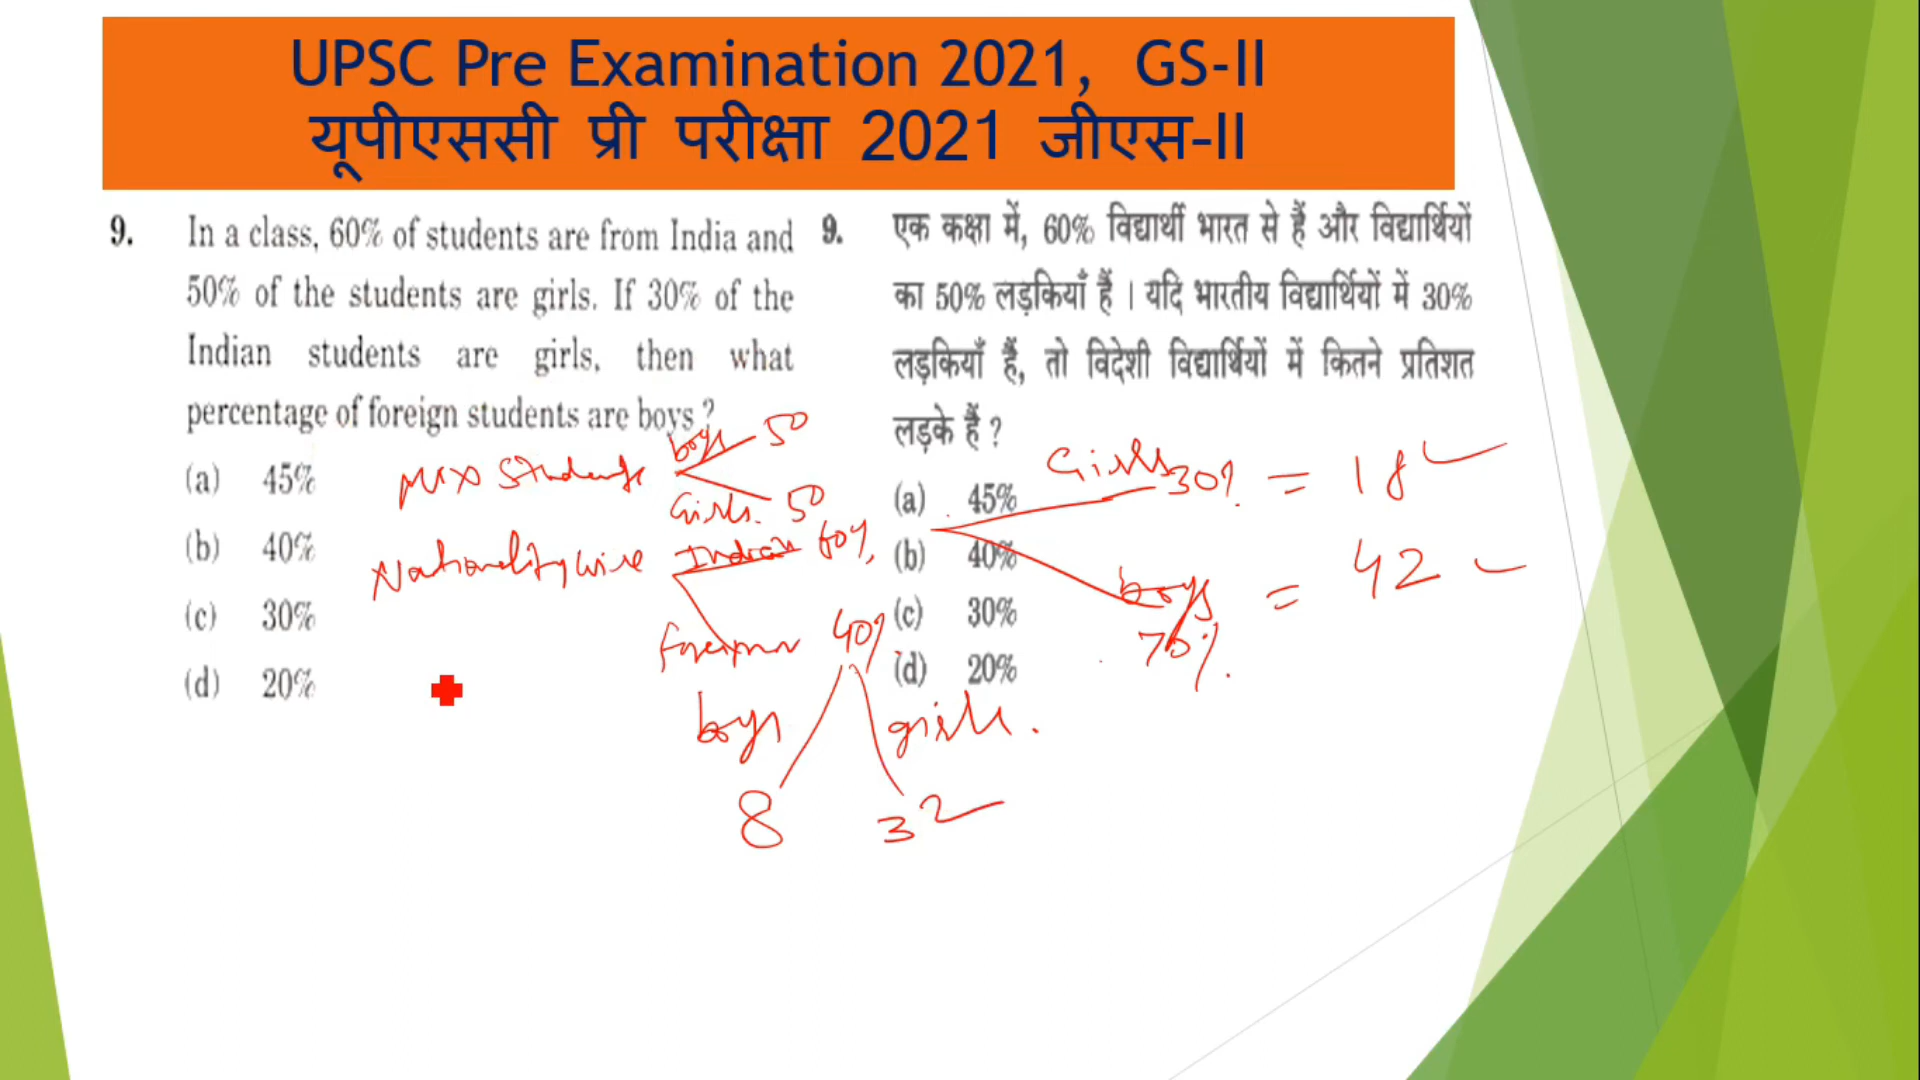 UPSC Pre Examination 2021, GS-II
यूपीएससी प्री परीक्षा 2021 जीएस-II
9. In a class, 60% of students are from India and
50% of the students are girls. If 30% of the
Indian students are girls, then what
percentage of foreign students are boys ?
(a) 45%
(b) 40%
(c) 30%
(d) 20%
9. एक कक्षा में, 60% विद्यार्थी भारत से हैं और विद्यार्थियों
का 50% लड़कियाँ हैं । यदि भारतीय विद्यार्थियों में 30%
लड़कियाँ हैं, तो विदेशी विद्यार्थियों में कितने प्रतिशत
लड़के हैं ?
(a) 45%
(b) 40%
(c) 30%
(d) 20%
Mix Students
boys 50
Girls. 50
Nationality wise
Indian 60%
40%
boys
girls.
8
32
Girls 30% = 18
boys = 42
70%.